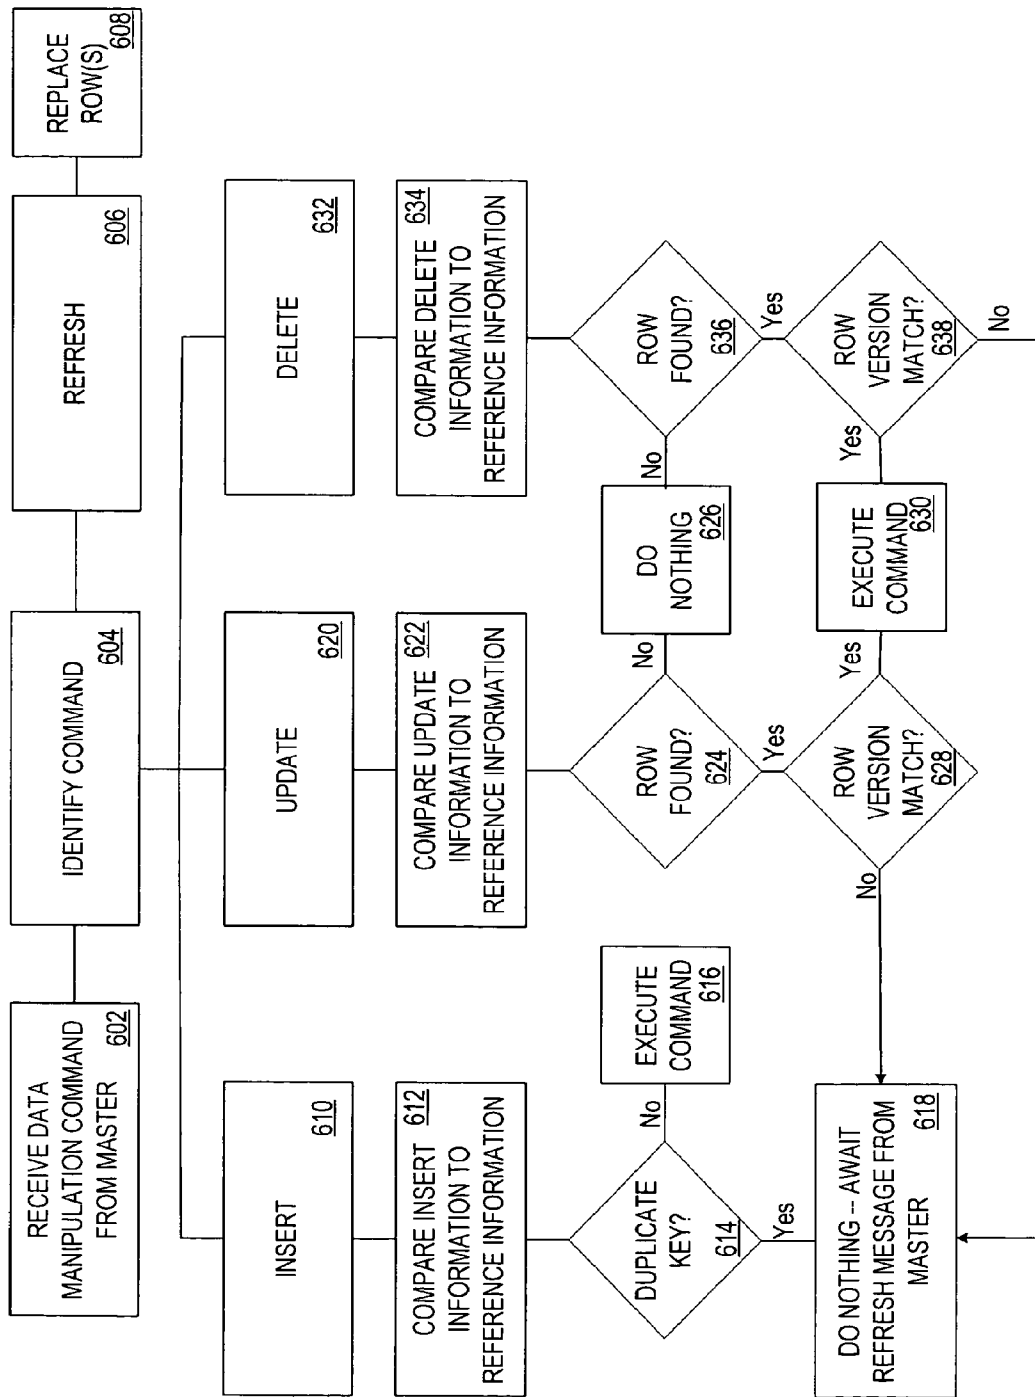 RECEIVE DATA
MANIPULATION COMMAND
FROM MASTER
602
IDENTIFY COMMAND
604
REFRESH
606
REPLACE
ROW(S)
608
INSERT
610
UPDATE
620
DELETE
632
COMPARE INSERT
INFORMATION TO
REFERENCE INFORMATION
612
COMPARE UPDATE
INFORMATION TO
REFERENCE INFORMATION
622
COMPARE DELETE
INFORMATION TO
REFERENCE INFORMATION
634
DUPLICATE
KEY?
614
No
EXECUTE
COMMAND
616
Yes
ROW
FOUND?
624
No
DO
NOTHING
626
No
ROW
FOUND?
636
Yes
Yes
ROW
VERSION
MATCH?
628
Yes
EXECUTE
COMMAND
630
Yes
ROW
VERSION
MATCH?
638
No
No
DO NOTHING -- AWAIT
REFRESH MESSAGE FROM
MASTER
618